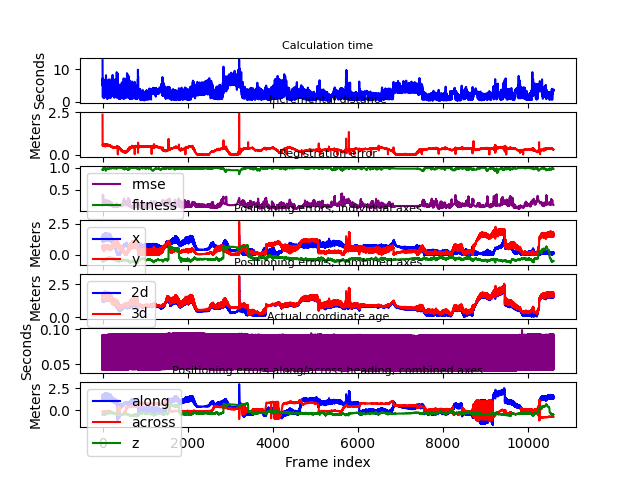 Calculation time
Seconds
10
0
Incremental distance
Meters
2.5
0.0
Registration error
1.0
0.5
rmse
fitness
Positioning errors, individual axes
Meters
2.5
0.0
x
y
Positioning errors, combined axes
Meters
2.5
0.0
2d
3d
Actual coordinate age
Seconds
0.10
0.05
Positioning errors along/across heading, combined axes
Meters
2.5
0.0
along
across
z
0 2000 4000 6000 8000 10000
Frame index